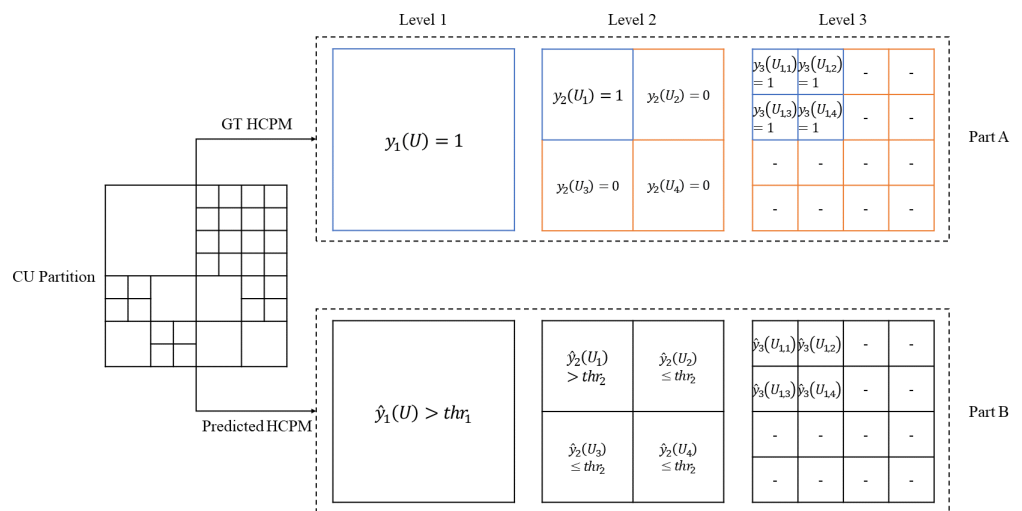 Level 1
Level 2
Level 3
GT HCPM
y₁(U) = 1
y₂(U₁) = 1
y₂(U₂) = 0
y₂(U₃) = 0
y₂(U₄) = 0
y₃(U₁,₁)
= 1
y₃(U₁,₂)
= 1
-
-
y₃(U₁,₃)
= 1
y₃(U₁,₄)
= 1
-
-
-
-
-
-
-
-
-
-
Part A
CU Partition
Predicted HCPM
ŷ₁(U) > thr₁
ŷ₂(U₁)
> thr₂
ŷ₂(U₂)
≤ thr₂
ŷ₂(U₃)
≤ thr₂
ŷ₂(U₄)
≤ thr₂
ŷ₃(U₁,₁)
ŷ₃(U₁,₂)
-
-
ŷ₃(U₁,₃)
ŷ₃(U₁,₄)
-
-
-
-
-
-
-
-
-
-
Part B